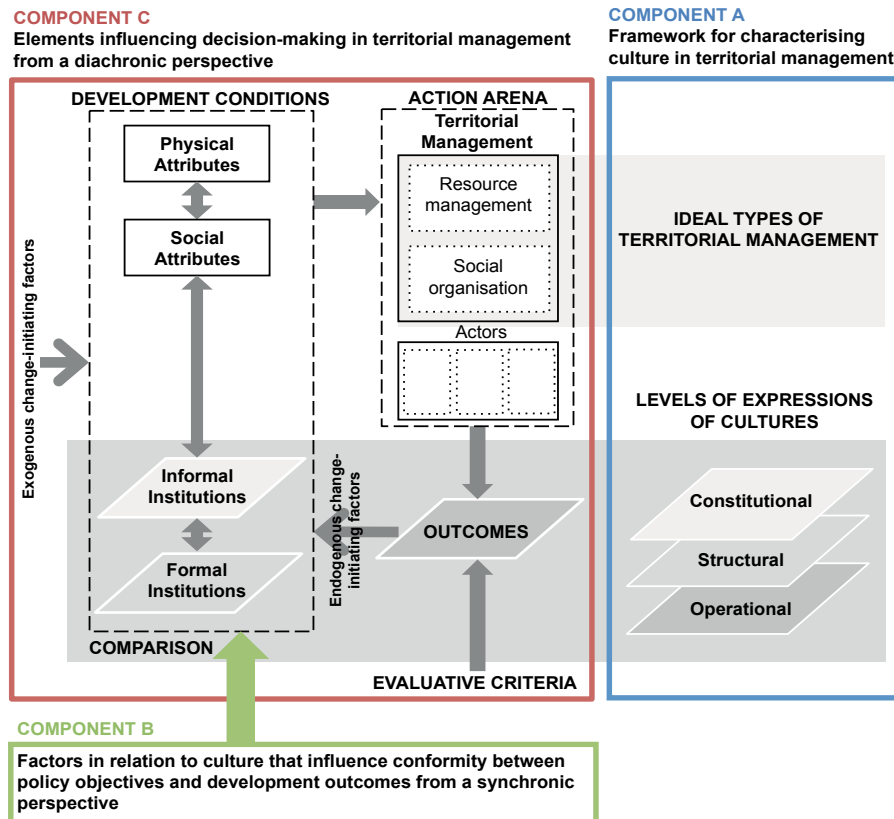 COMPONENT C
Elements influencing decision-making in territorial management
from a diachronic perspective
COMPONENT A
Framework for characterising
culture in territorial management
DEVELOPMENT CONDITIONS
Physical
Attributes
Social
Attributes
Exogenous change-initiating factors
Informal
Institutions
Formal
Institutions
COMPARISON
ACTION ARENA
Territorial
Management
Resource
management
Social
organisation
Actors
Endogenous change-
initiating factors
OUTCOMES
EVALUATIVE CRITERIA
IDEAL TYPES OF
TERRITORIAL MANAGEMENT
LEVELS OF EXPRESSIONS
OF CULTURES
Constitutional
Structural
Operational
COMPONENT B
Factors in relation to culture that influence conformity between
policy objectives and development outcomes from a synchronic
perspective